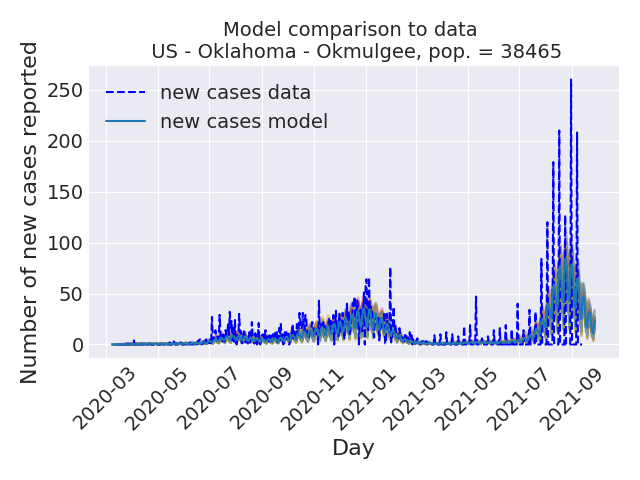 Model comparison to data
US - Oklahoma - Okmulgee, pop. = 38465
new cases data
new cases model
Number of new cases reported
250
200
150
100
50
0
2020-03
2020-05
2020-07
2020-09
2020-11
2021-01
2021-03
2021-05
2021-07
2021-09
Day